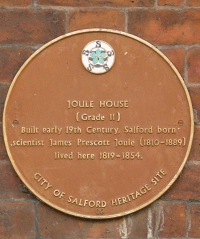 JOULE HOUSE
(Grade II)
Built early 19th Century. Salford born
scientist James Prescott Joule (1810-1889)
lived here 1819-1854.
CITY OF SALFORD HERITAGE SITE